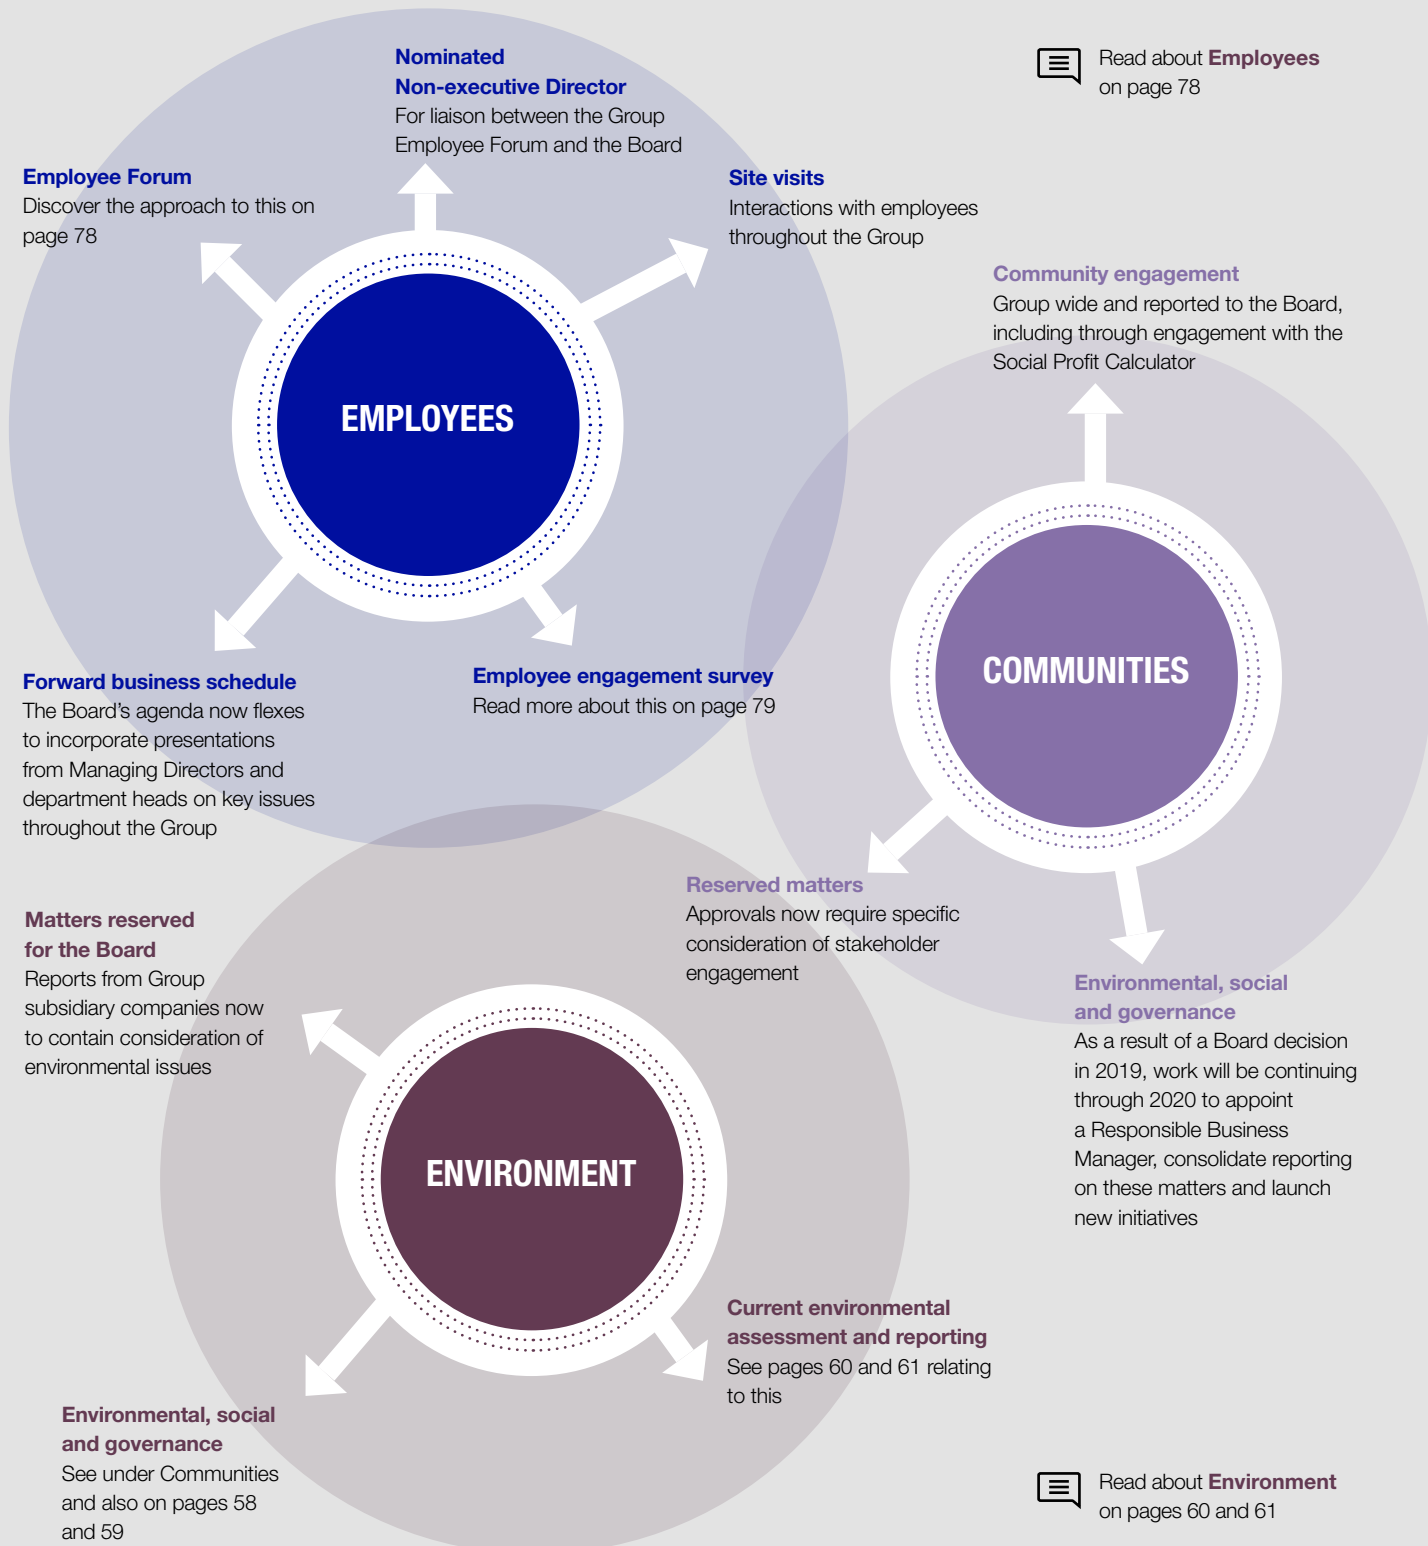 Nominated
Non-executive Director
For liaison between the Group
Employee Forum and the Board
Read about Employees
on page 78
Employee Forum
Discover the approach to this on
page 78
Site visits
Interactions with employees
throughout the Group
EMPLOYEES
Forward business schedule
The Board’s agenda now flexes
to incorporate presentations
from Managing Directors and
department heads on key issues
throughout the Group
Employee engagement survey
Read more about this on page 79
Community engagement
Group wide and reported to the Board,
including through engagement with the
Social Profit Calculator
COMMUNITIES
Reserved matters
Approvals now require specific
consideration of stakeholder
engagement
Environmental, social
and governance
As a result of a Board decision
in 2019, work will be continuing
through 2020 to appoint
a Responsible Business
Manager, consolidate reporting
on these matters and launch
new initiatives
Matters reserved
for the Board
Reports from Group
subsidiary companies now
to contain consideration of
environmental issues
ENVIRONMENT
Current environmental
assessment and reporting
See pages 60 and 61 relating
to this
Environmental, social
and governance
See under Communities
and also on pages 58
and 59
Read about Environment
on pages 60 and 61